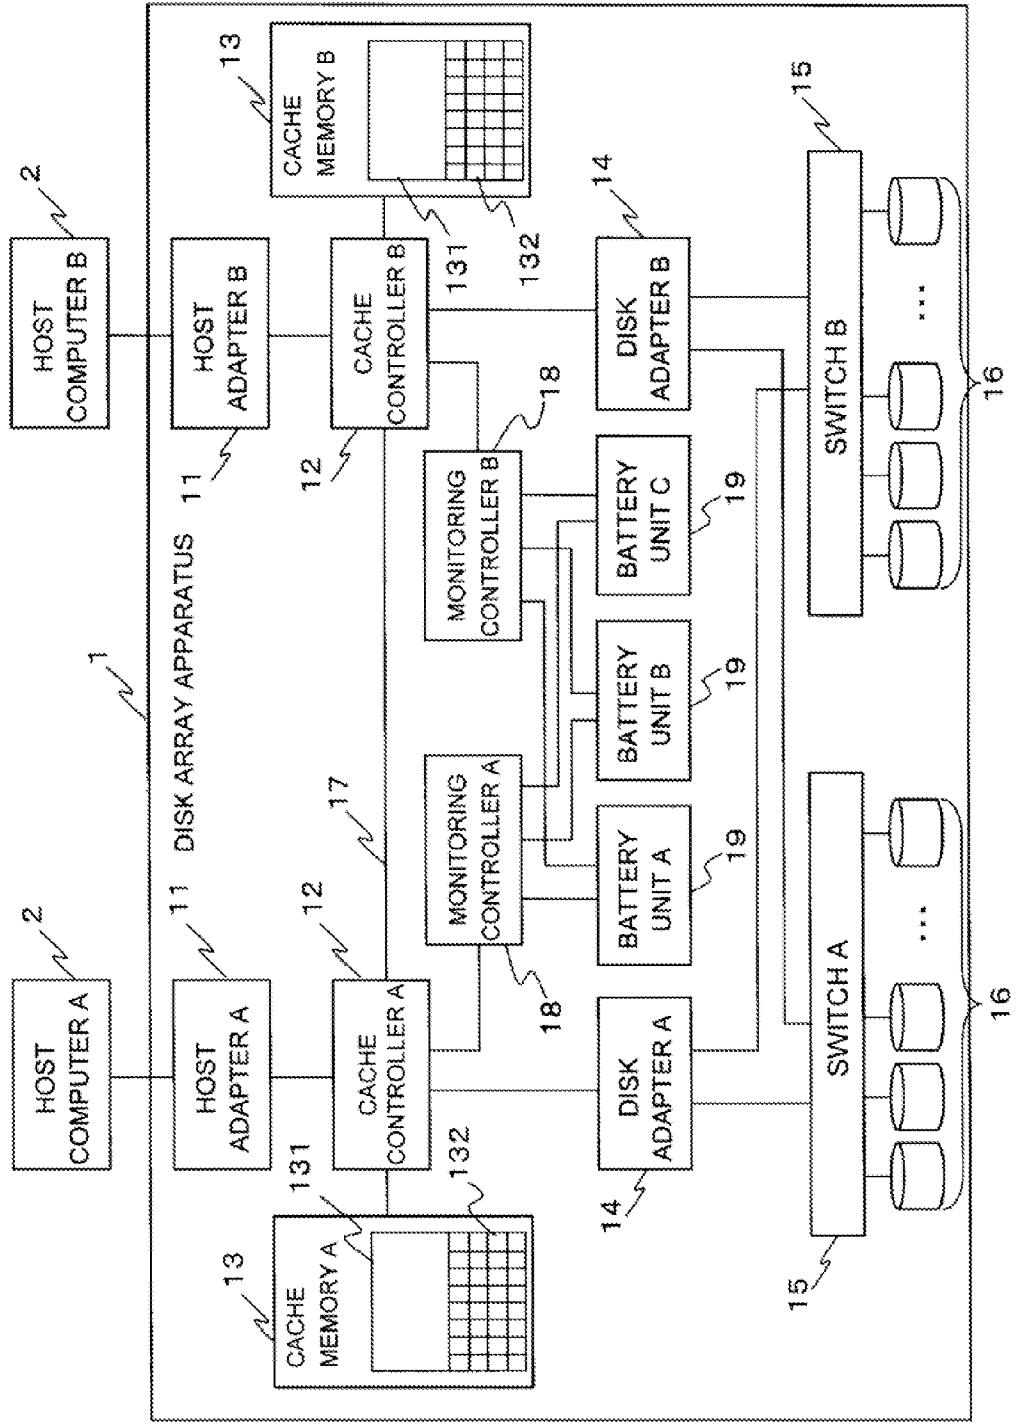 2
2
HOST
COMPUTER A
HOST
COMPUTER B
1
DISK ARRAY APPARATUS
11
11
HOST
ADAPTER A
HOST
ADAPTER B
13
13
CACHE
MEMORY A
131
132
12
CACHE
CONTROLLER A
17
12
CACHE
CONTROLLER B
CACHE
MEMORY B
131
132
MONITORING
CONTROLLER A
18
MONITORING
CONTROLLER B
18
14
DISK
ADAPTER A
BATTERY
UNIT A
19
BATTERY
UNIT B
19
BATTERY
UNIT C
19
DISK
ADAPTER B
14
15
SWITCH A
SWITCH B
15
...
...
16
16